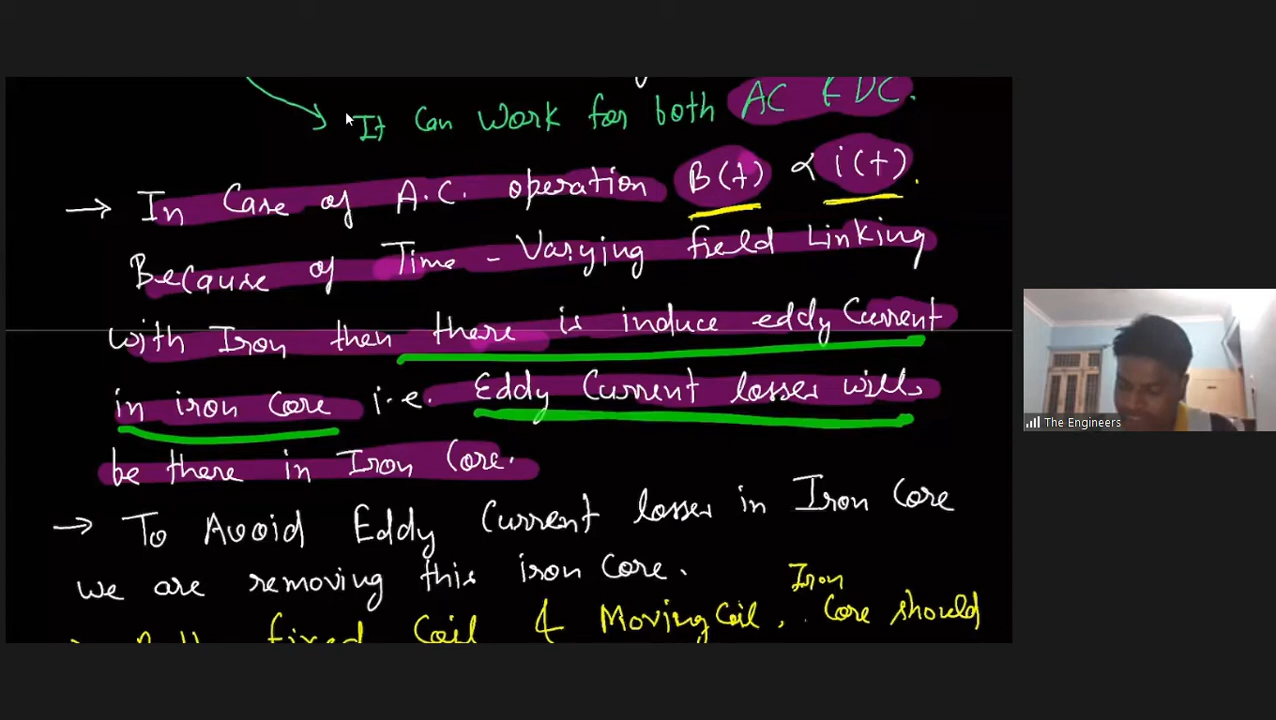 It can work for both AC & DC.
→ In Case of A.C. operation B(t) ∝ i(t).
Because of Time - Varying field Linking
with Iron then there is induce eddy Current
in iron Core i.e. Eddy Current losses will
be there in Iron Core.
→ To Avoid Eddy Current losses in Iron Core
we are removing this iron Core.
Iron
fixed Coil & Moving Coil, Core should
The Engineers